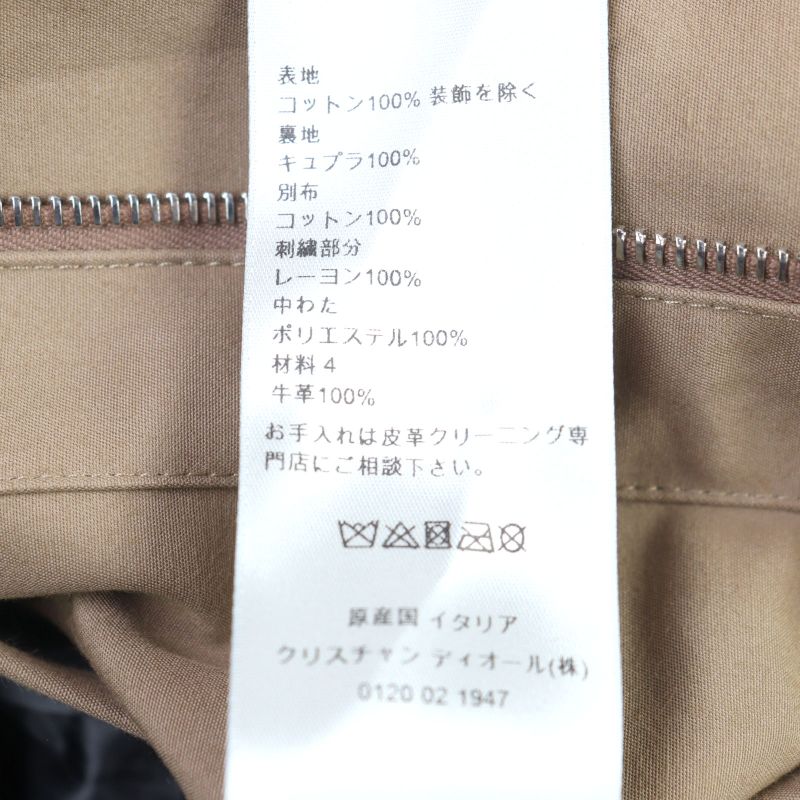 表地
コットン100% 装飾を除く
裏地
キュプラ100%
別布
コットン100%
刺繍部分
レーヨン100%
中わた
ポリエステル100%
材料 4
牛革100%
お手入れは皮革クリーニング専
門店にご相談下さい。
原産国 イタリア
クリスチャン ディオール(株)
0120 02 1947